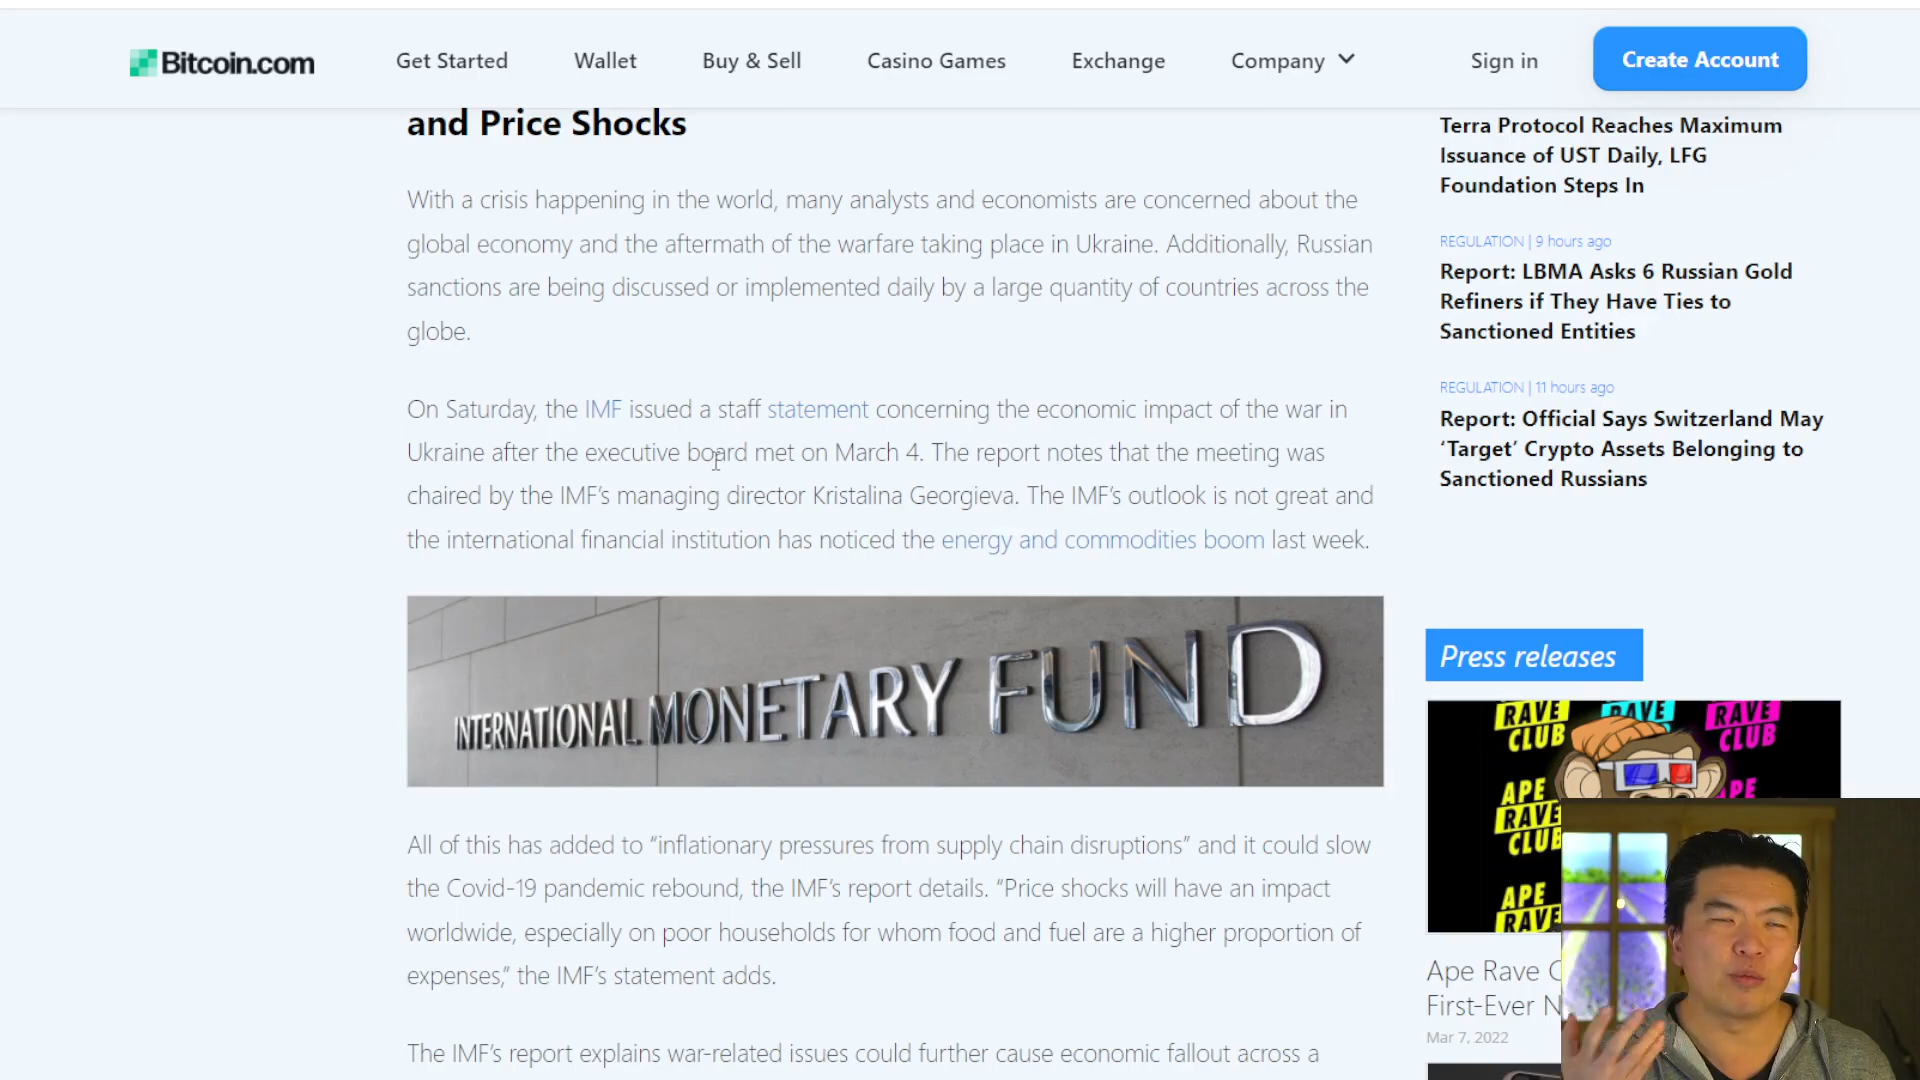 Bitcoin.com
Get Started
Wallet
Buy & Sell
Casino Games
Exchange
Company
Sign in
Create Account
and Price Shocks
With a crisis happening in the world, many analysts and economists are concerned about the
global economy and the aftermath of the warfare taking place in Ukraine. Additionally, Russian
sanctions are being discussed or implemented daily by a large quantity of countries across the
globe.
On Saturday, the IMF issued a staff statement concerning the economic impact of the war in
Ukraine after the executive board met on March 4. The report notes that the meeting was
chaired by the IMF's managing director Kristalina Georgieva. The IMF's outlook is not great and
the international financial institution has noticed the energy and commodities boom last week.
INTERNATIONAL MONETARY FUND
All of this has added to “inflationary pressures from supply chain disruptions” and it could slow
the Covid-19 pandemic rebound, the IMF's report details. “Price shocks will have an impact
worldwide, especially on poor households for whom food and fuel are a higher proportion of
expenses,” the IMF's statement adds.
The IMF's report explains war-related issues could further cause economic fallout across a
Terra Protocol Reaches Maximum
Issuance of UST Daily, LFG
Foundation Steps In
REGULATION | 9 hours ago
Report: LBMA Asks 6 Russian Gold
Refiners if They Have Ties to
Sanctioned Entities
REGULATION | 11 hours ago
Report: Official Says Switzerland May
‘Target’ Crypto Assets Belonging to
Sanctioned Russians
Press releases
RAVE
CLUB
RAVE
RAVE
CLUB
APE
RAVE
CLUB
APE
APE
RAVE
Ape Rave C
First-Ever N
Mar 7, 2022